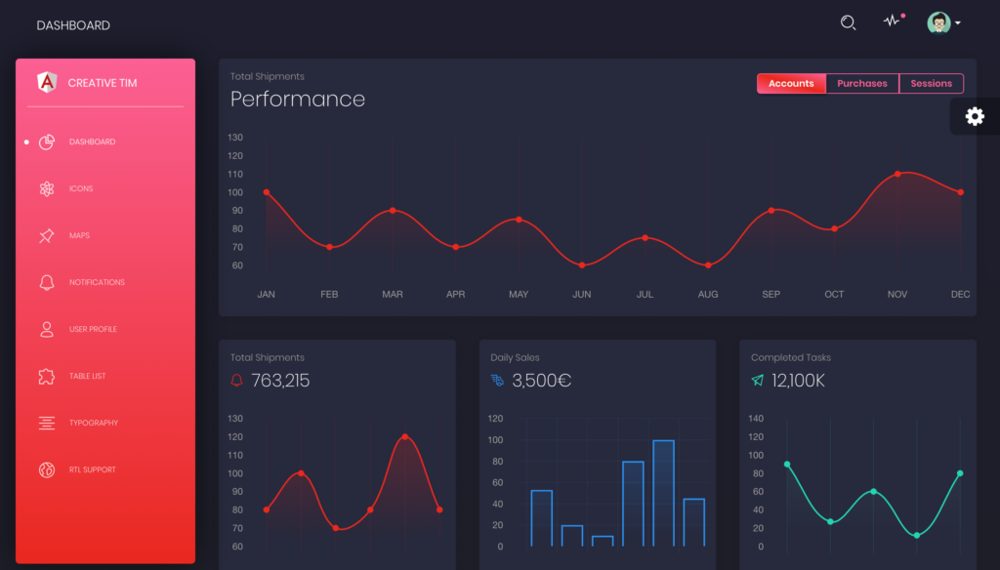 DASHBOARD
A CREATIVE TIM
DASHBOARD
ICONS
MAPS
NOTIFICATIONS
USER PROFILE
TABLE LIST
TYPOGRAPHY
RTL SUPPORT
Total Shipments
Performance
Accounts Purchases Sessions
130
120
110
100
90
80
70
60
JAN FEB MAR APR MAY JUN JUL AUG SEP OCT NOV DEC
Total Shipments
763,215
130
120
110
100
90
80
70
60
Daily Sales
3,500€
120
100
80
60
40
20
0
Completed Tasks
12,100K
140
120
100
80
60
40
20
0